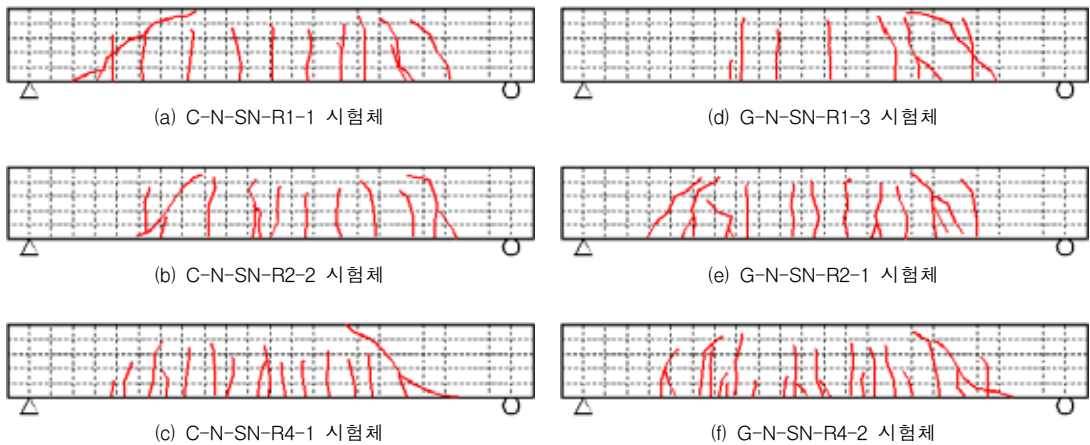 (a) C-N-SN-R1-1 시험체
(d) G-N-SN-R1-3 시험체
(b) C-N-SN-R2-2 시험체
(e) G-N-SN-R2-1 시험체
(c) C-N-SN-R4-1 시험체
(f) G-N-SN-R4-2 시험체